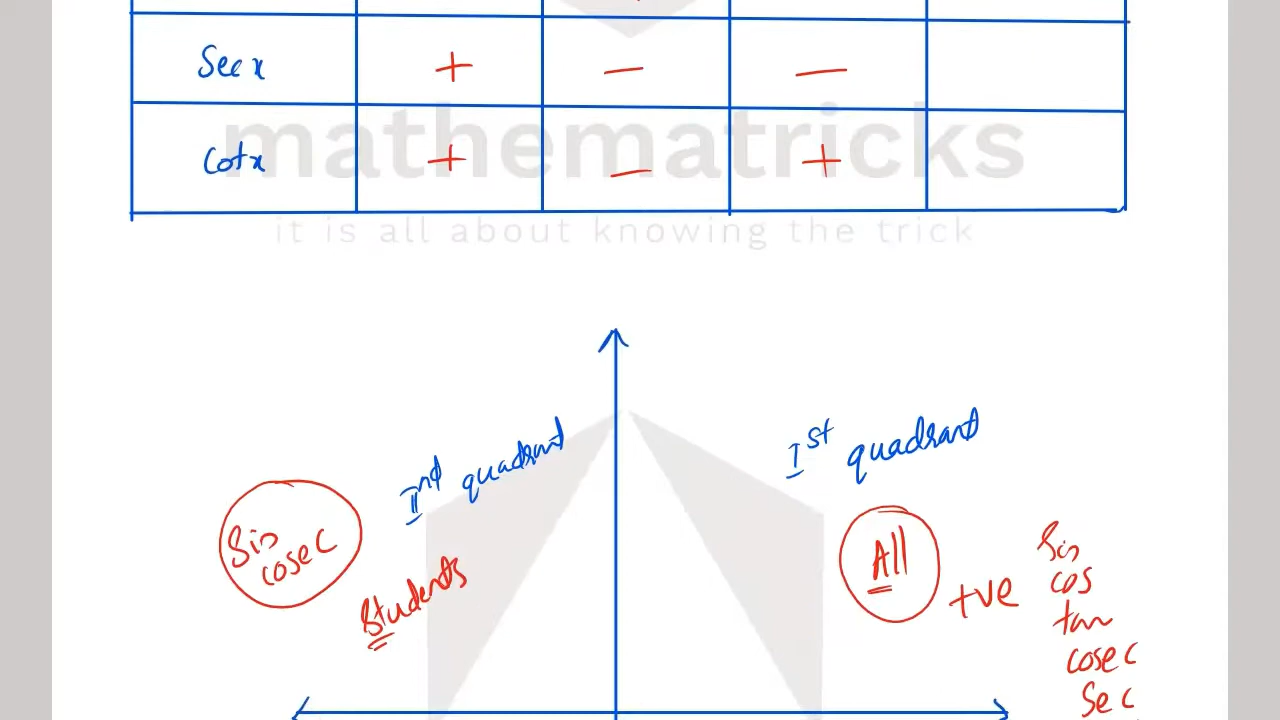 Sec x + — —
Cot x + — +
mathematricks
it is all about knowing the trick
IInd quadrant
Ist quadrant
Sin
cosec
Students
All
+ve
Sin
cos
tan
cosec
Sec